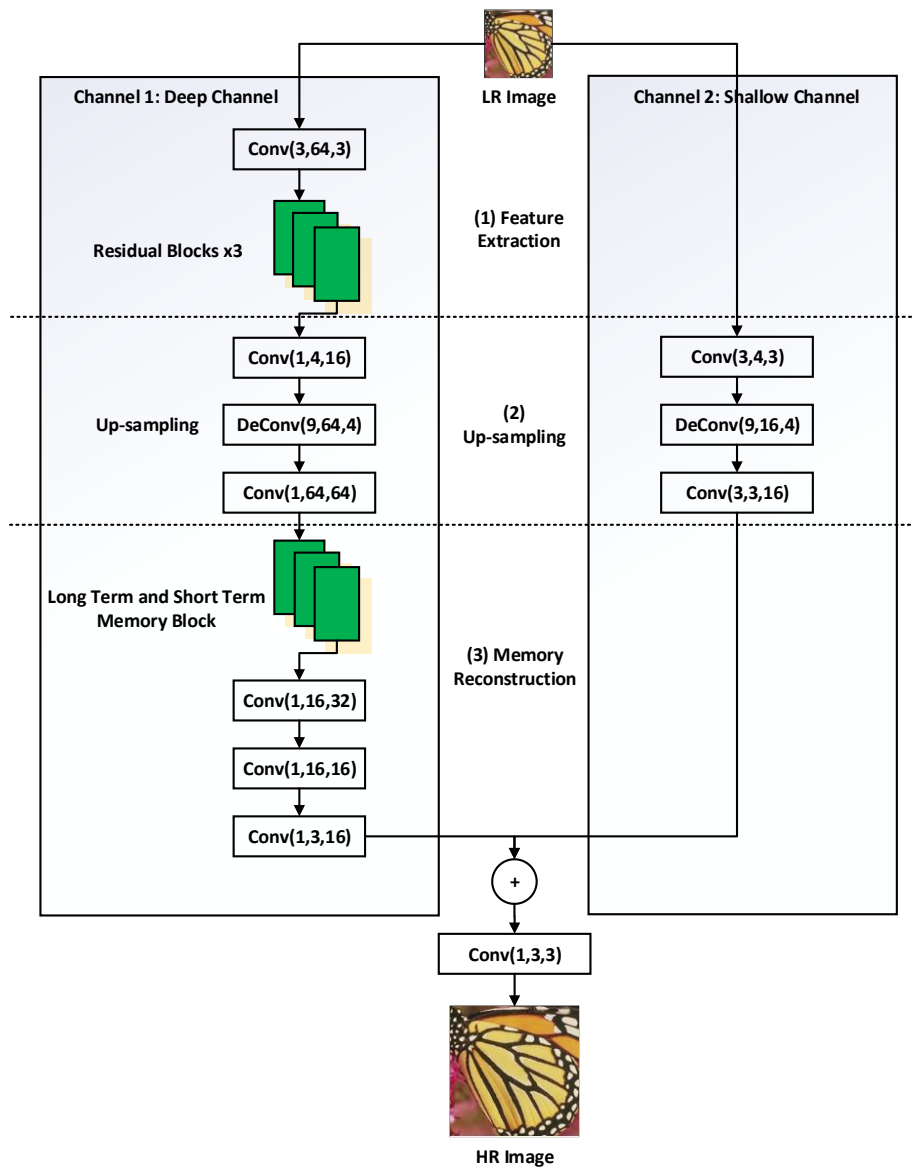 LR Image
Channel 1: Deep Channel
Channel 2: Shallow Channel
Conv(3,64,3)
(1) Feature
Extraction
Residual Blocks x3
Conv(1,4,16)
Conv(3,4,3)
Up-sampling
DeConv(9,64,4)
(2)
Up-sampling
DeConv(9,16,4)
Conv(1,64,64)
Conv(3,3,16)
Long Term and Short Term
Memory Block
(3) Memory
Reconstruction
Conv(1,16,32)
Conv(1,16,16)
Conv(1,3,16)
+
Conv(1,3,3)
HR Image